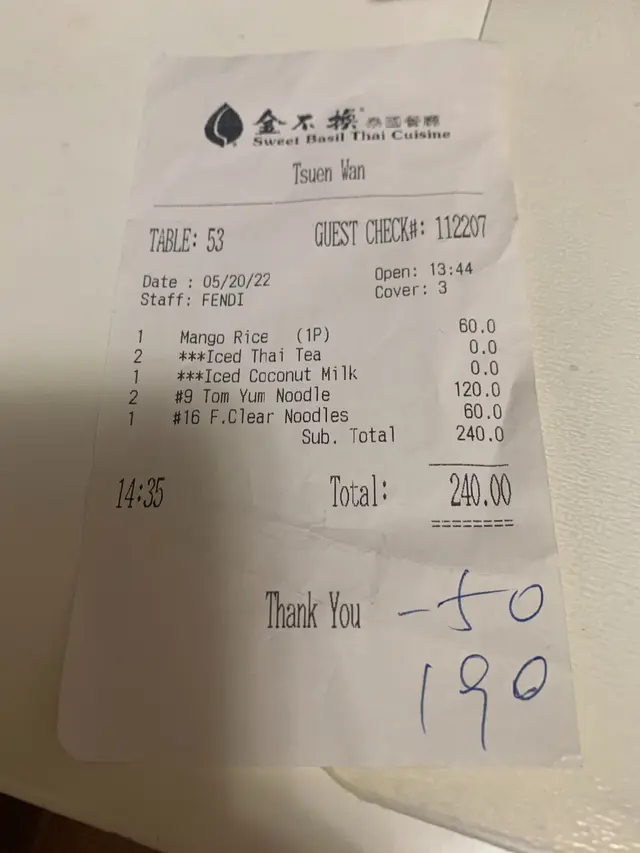 金不換 泰國餐廳
Sweet Basil Thai Cuisine
Tsuen Wan
TABLE: 53 GUEST CHECK#: 112207
Date : 05/20/22 Open: 13:44
Staff: FENDI Cover: 3
1 Mango Rice (1P) 60.0
2 ***Iced Thai Tea 0.0
1 ***Iced Coconut Milk 0.0
2 #9 Tom Yum Noodle 120.0
1 #16 F.Clear Noodles 60.0
Sub. Total 240.0
14:35 Total: 240.00
========
Thank You -50
190